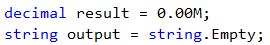 decimal result = 0.00M;
string output = string.Empty;